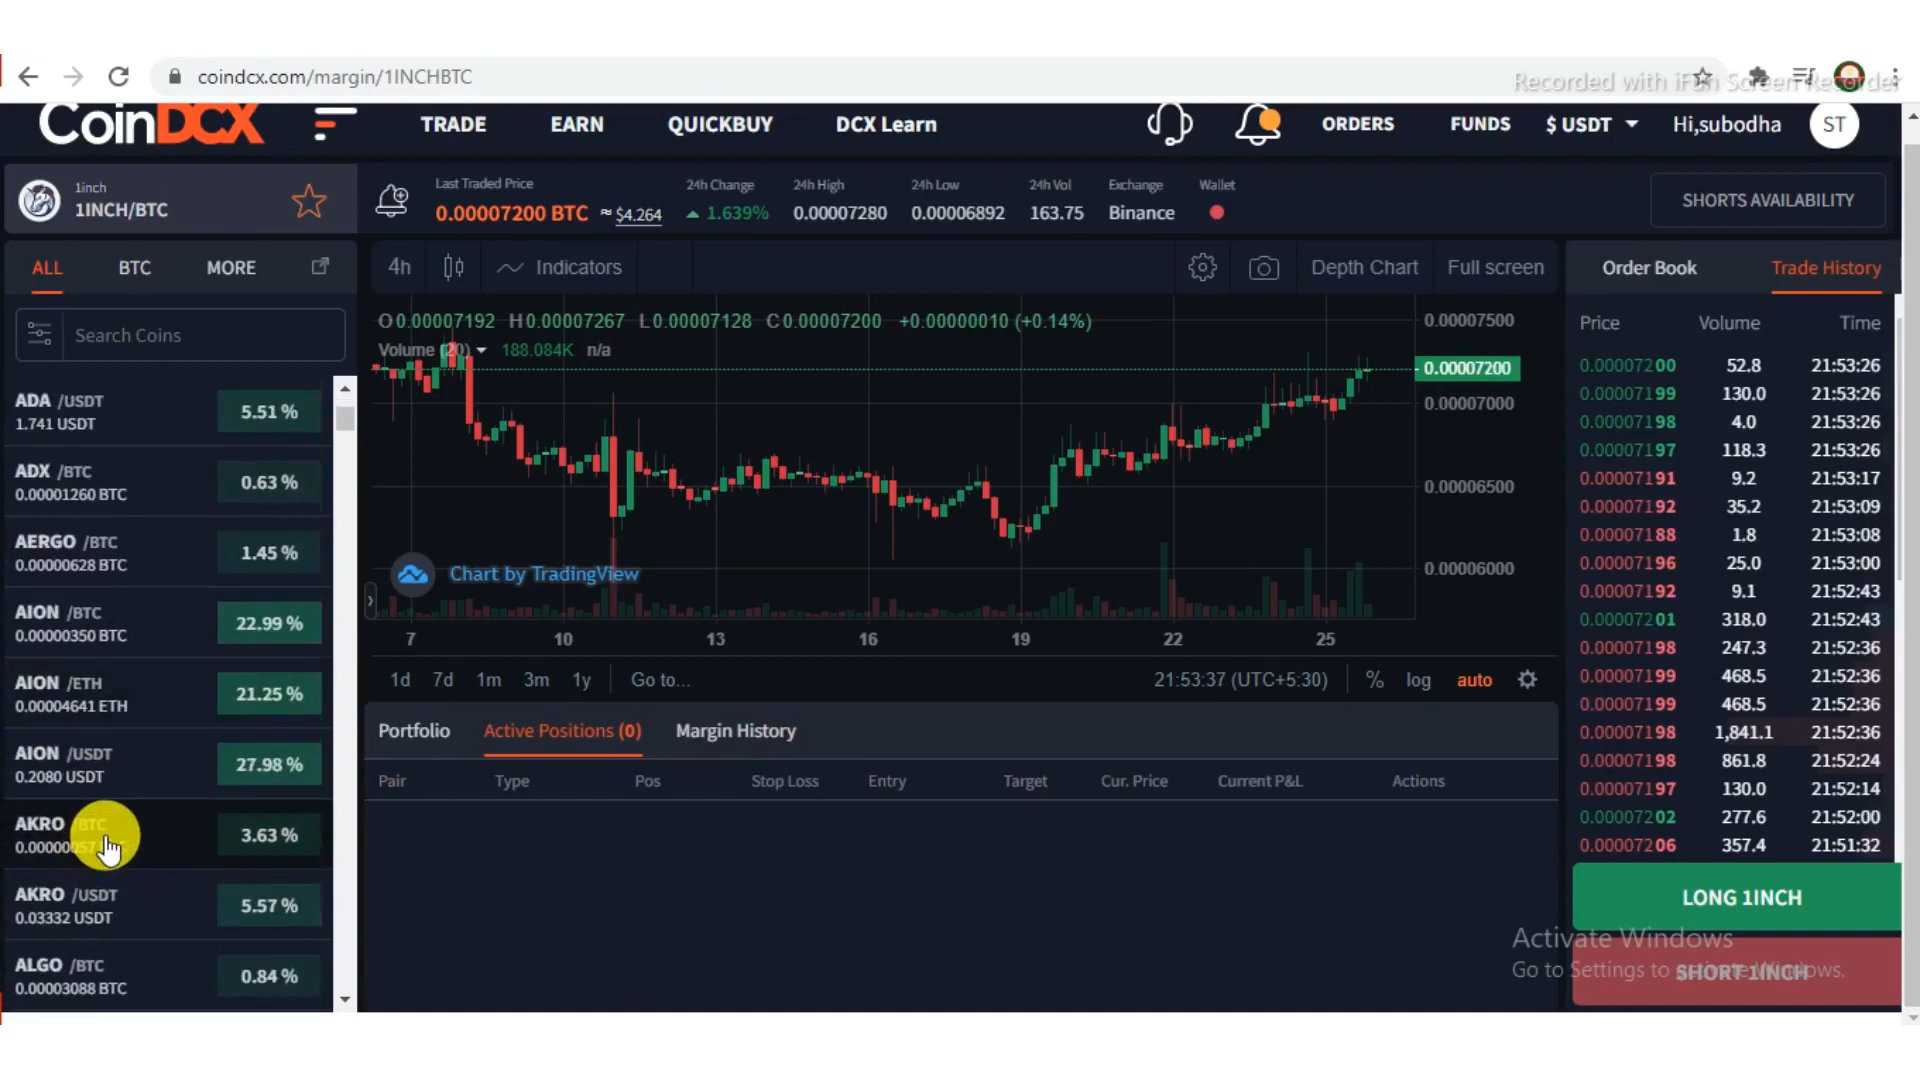 coindcx.com/margin/1INCHBTC
Recorded with iFun Screen Recorder
CoinDCX
TRADE EARN QUICKBUY DCX Learn ORDERS FUNDS $ USDT Hi,subodha ST
1inch
1INCH/BTC
Last Traded Price 24h Change 24h High 24h Low 24h Vol Exchange Wallet
0.00007200 BTC ≈ $4.264 1.639% 0.00007280 0.00006892 163.75 Binance
SHORTS AVAILABILITY
ALL BTC MORE
Search Coins
ADA /USDT
1.741 USDT
5.51 %
ADX /BTC
0.00001260 BTC
0.63 %
AERGO /BTC
0.00000628 BTC
1.45 %
AION /BTC
0.00000350 BTC
22.99 %
AION /ETH
0.00004641 ETH
21.25 %
AION /USDT
0.2080 USDT
27.98 %
AKRO /BTC
0.00000057
3.63 %
AKRO /USDT
0.03332 USDT
5.57 %
ALGO /BTC
0.00003088 BTC
0.84 %
4h Indicators Depth Chart Full screen
O0.00007192 H0.00007267 L0.00007128 C0.00007200 +0.00000010 (+0.14%)
Volume (20) 188.084K n/a
0.00007500
0.00007200
0.00007000
0.00006500
0.00006000
Chart by TradingView
7 10 13 16 19 22 25
1d 7d 1m 3m 1y Go to... 21:53:37 (UTC+5:30) % log auto
Portfolio Active Positions (0) Margin History
Pair Type Pos Stop Loss Entry Target Cur. Price Current P&L Actions
Order Book Trade History
Price Volume Time
0.00007200 52.8 21:53:26
0.00007199 130.0 21:53:26
0.00007198 4.0 21:53:26
0.00007197 118.3 21:53:26
0.00007191 9.2 21:53:17
0.00007192 35.2 21:53:09
0.00007188 1.8 21:53:08
0.00007196 25.0 21:53:00
0.00007192 9.1 21:52:43
0.00007201 318.0 21:52:43
0.00007198 247.3 21:52:36
0.00007199 468.5 21:52:36
0.00007199 468.5 21:52:36
0.00007198 1,841.1 21:52:36
0.00007198 861.8 21:52:24
0.00007197 130.0 21:52:14
0.00007202 277.6 21:52:00
0.00007206 357.4 21:51:32
LONG 1INCH
Activate Windows
Go to Settings to activate Windows.
SHORT 1INCH